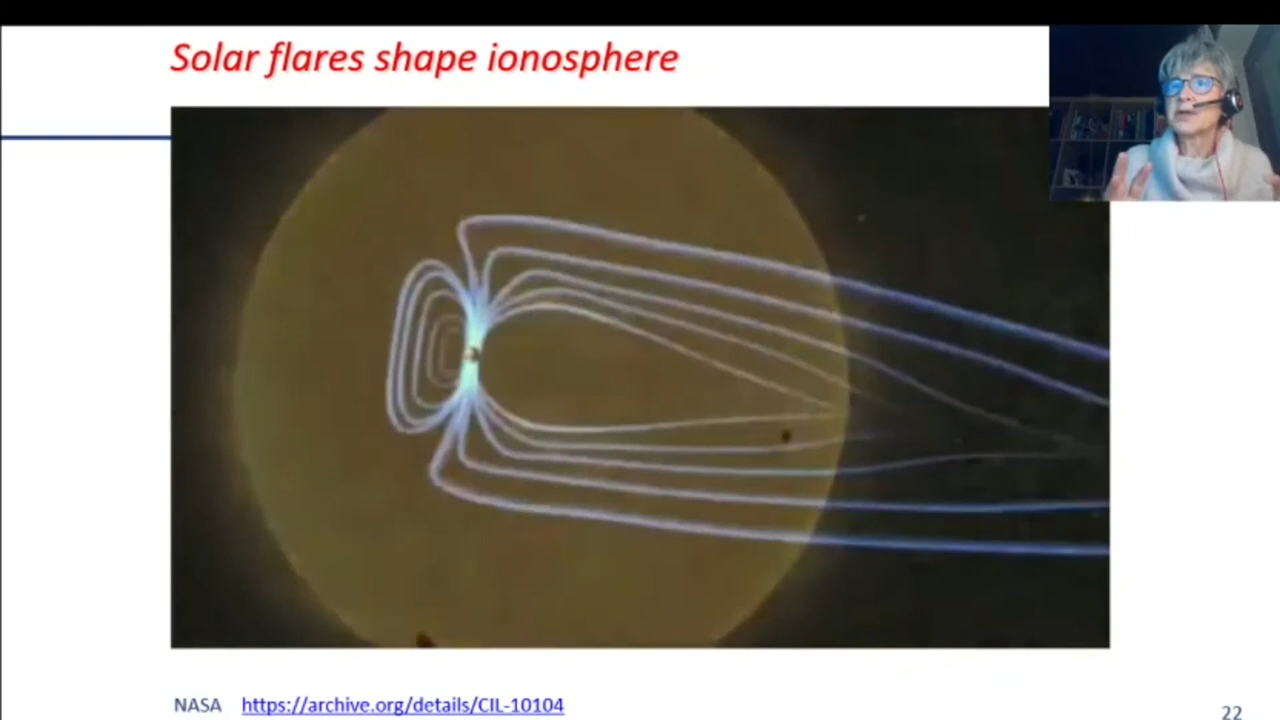 Solar flares shape ionosphere
NASA https://archive.org/details/CIL-10104
22